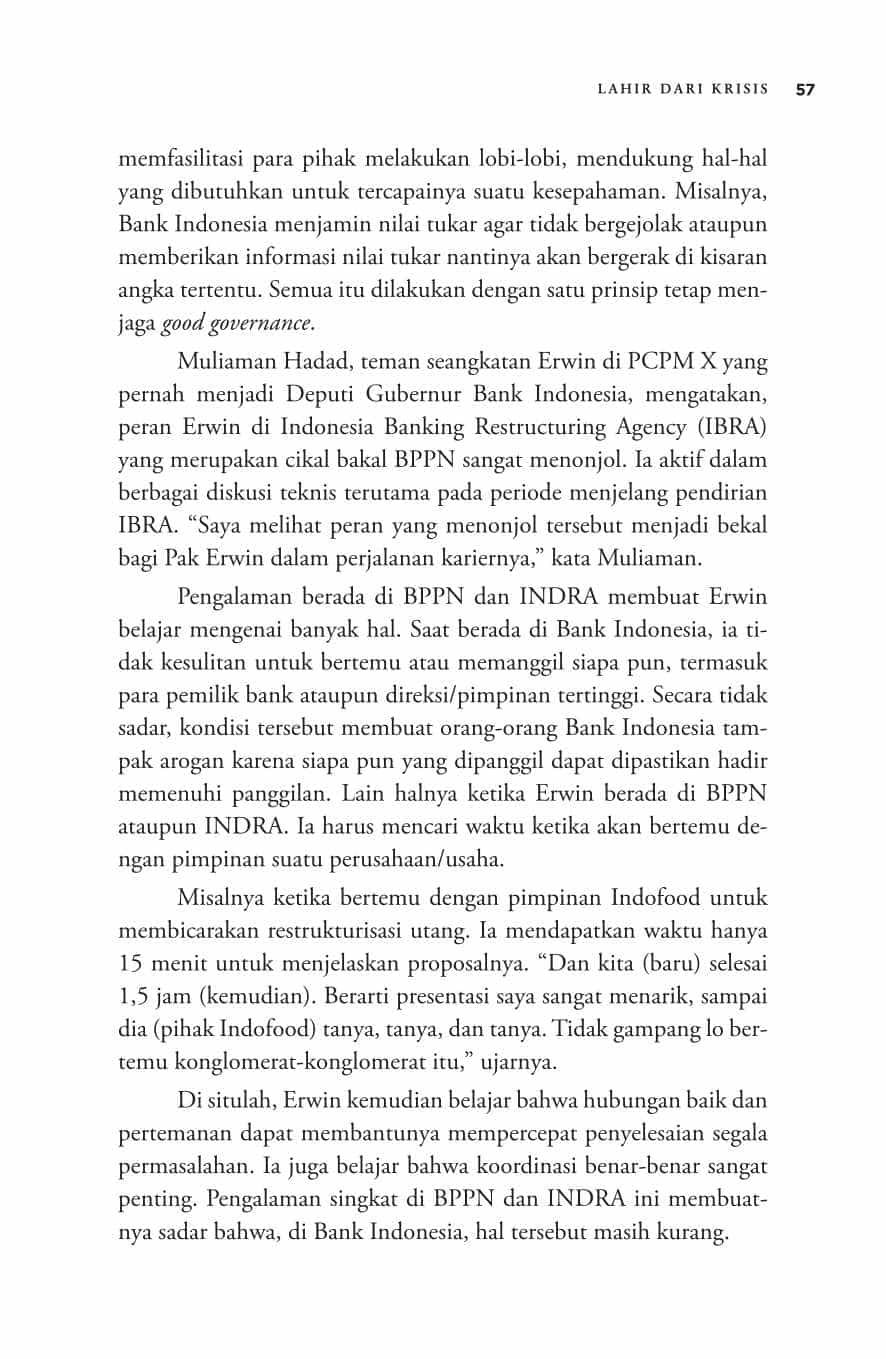 LAHIR DARI KRISIS 57
memfasilitasi para pihak melakukan lobi-lobi, mendukung hal-hal
yang dibutuhkan untuk tercapainya suatu kesepahaman. Misalnya,
Bank Indonesia menjamin nilai tukar agar tidak bergejolak ataupun
memberikan informasi nilai tukar nantinya akan bergerak di kisaran
angka tertentu. Semua itu dilakukan dengan satu prinsip tetap men-
jaga good governance.
Muliaman Hadad, teman seangkatan Erwin di PCPM X yang
pernah menjadi Deputi Gubernur Bank Indonesia, mengatakan,
peran Erwin di Indonesia Banking Restructuring Agency (IBRA)
yang merupakan cikal bakal BPPN sangat menonjol. Ia aktif dalam
berbagai diskusi teknis terutama pada periode menjelang pendirian
IBRA. “Saya melihat peran yang menonjol tersebut menjadi bekal
bagi Pak Erwin dalam perjalanan kariernya,” kata Muliaman.
Pengalaman berada di BPPN dan INDRA membuat Erwin
belajar mengenai banyak hal. Saat berada di Bank Indonesia, ia ti-
dak kesulitan untuk bertemu atau memanggil siapa pun, termasuk
para pemilik bank ataupun direksi/pimpinan tertinggi. Secara tidak
sadar, kondisi tersebut membuat orang-orang Bank Indonesia tam-
pak arogan karena siapa pun yang dipanggil dapat dipastikan hadir
memenuhi panggilan. Lain halnya ketika Erwin berada di BPPN
ataupun INDRA. Ia harus mencari waktu ketika akan bertemu de-
ngan pimpinan suatu perusahaan/usaha.
Misalnya ketika bertemu dengan pimpinan Indofood untuk
membicarakan restrukturisasi utang. Ia mendapatkan waktu hanya
15 menit untuk menjelaskan proposalnya. “Dan kita (baru) selesai
1,5 jam (kemudian). Berarti presentasi saya sangat menarik, sampai
dia (pihak Indofood) tanya, tanya, dan tanya. Tidak gampang lo ber-
temu konglomerat-konglomerat itu,” ujarnya.
Di situlah, Erwin kemudian belajar bahwa hubungan baik dan
pertemanan dapat membantunya mempercepat penyelesaian segala
permasalahan. Ia juga belajar bahwa koordinasi benar-benar sangat
penting. Pengalaman singkat di BPPN dan INDRA ini membuat-
nya sadar bahwa, di Bank Indonesia, hal tersebut masih kurang.